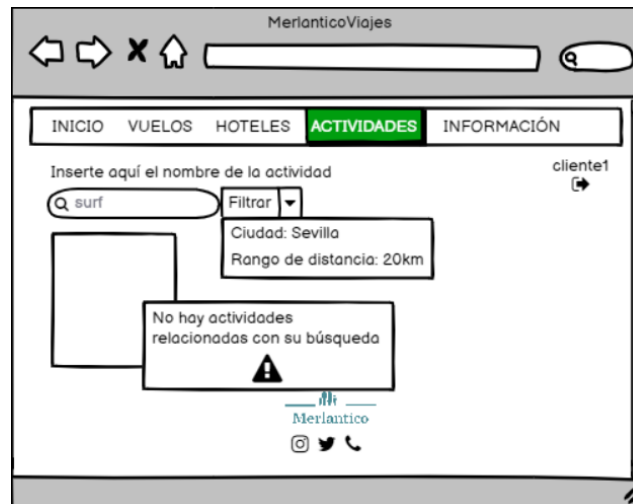 MerlanticoViajes
INICIO VUELOS HOTELES ACTIVIDADES INFORMACIÓN
cliente1
Inserte aquí el nombre de la actividad
surf
Filtrar
Ciudad: Sevilla
Rango de distancia: 20km
No hay actividades
relacionadas con su búsqueda
Merlantico